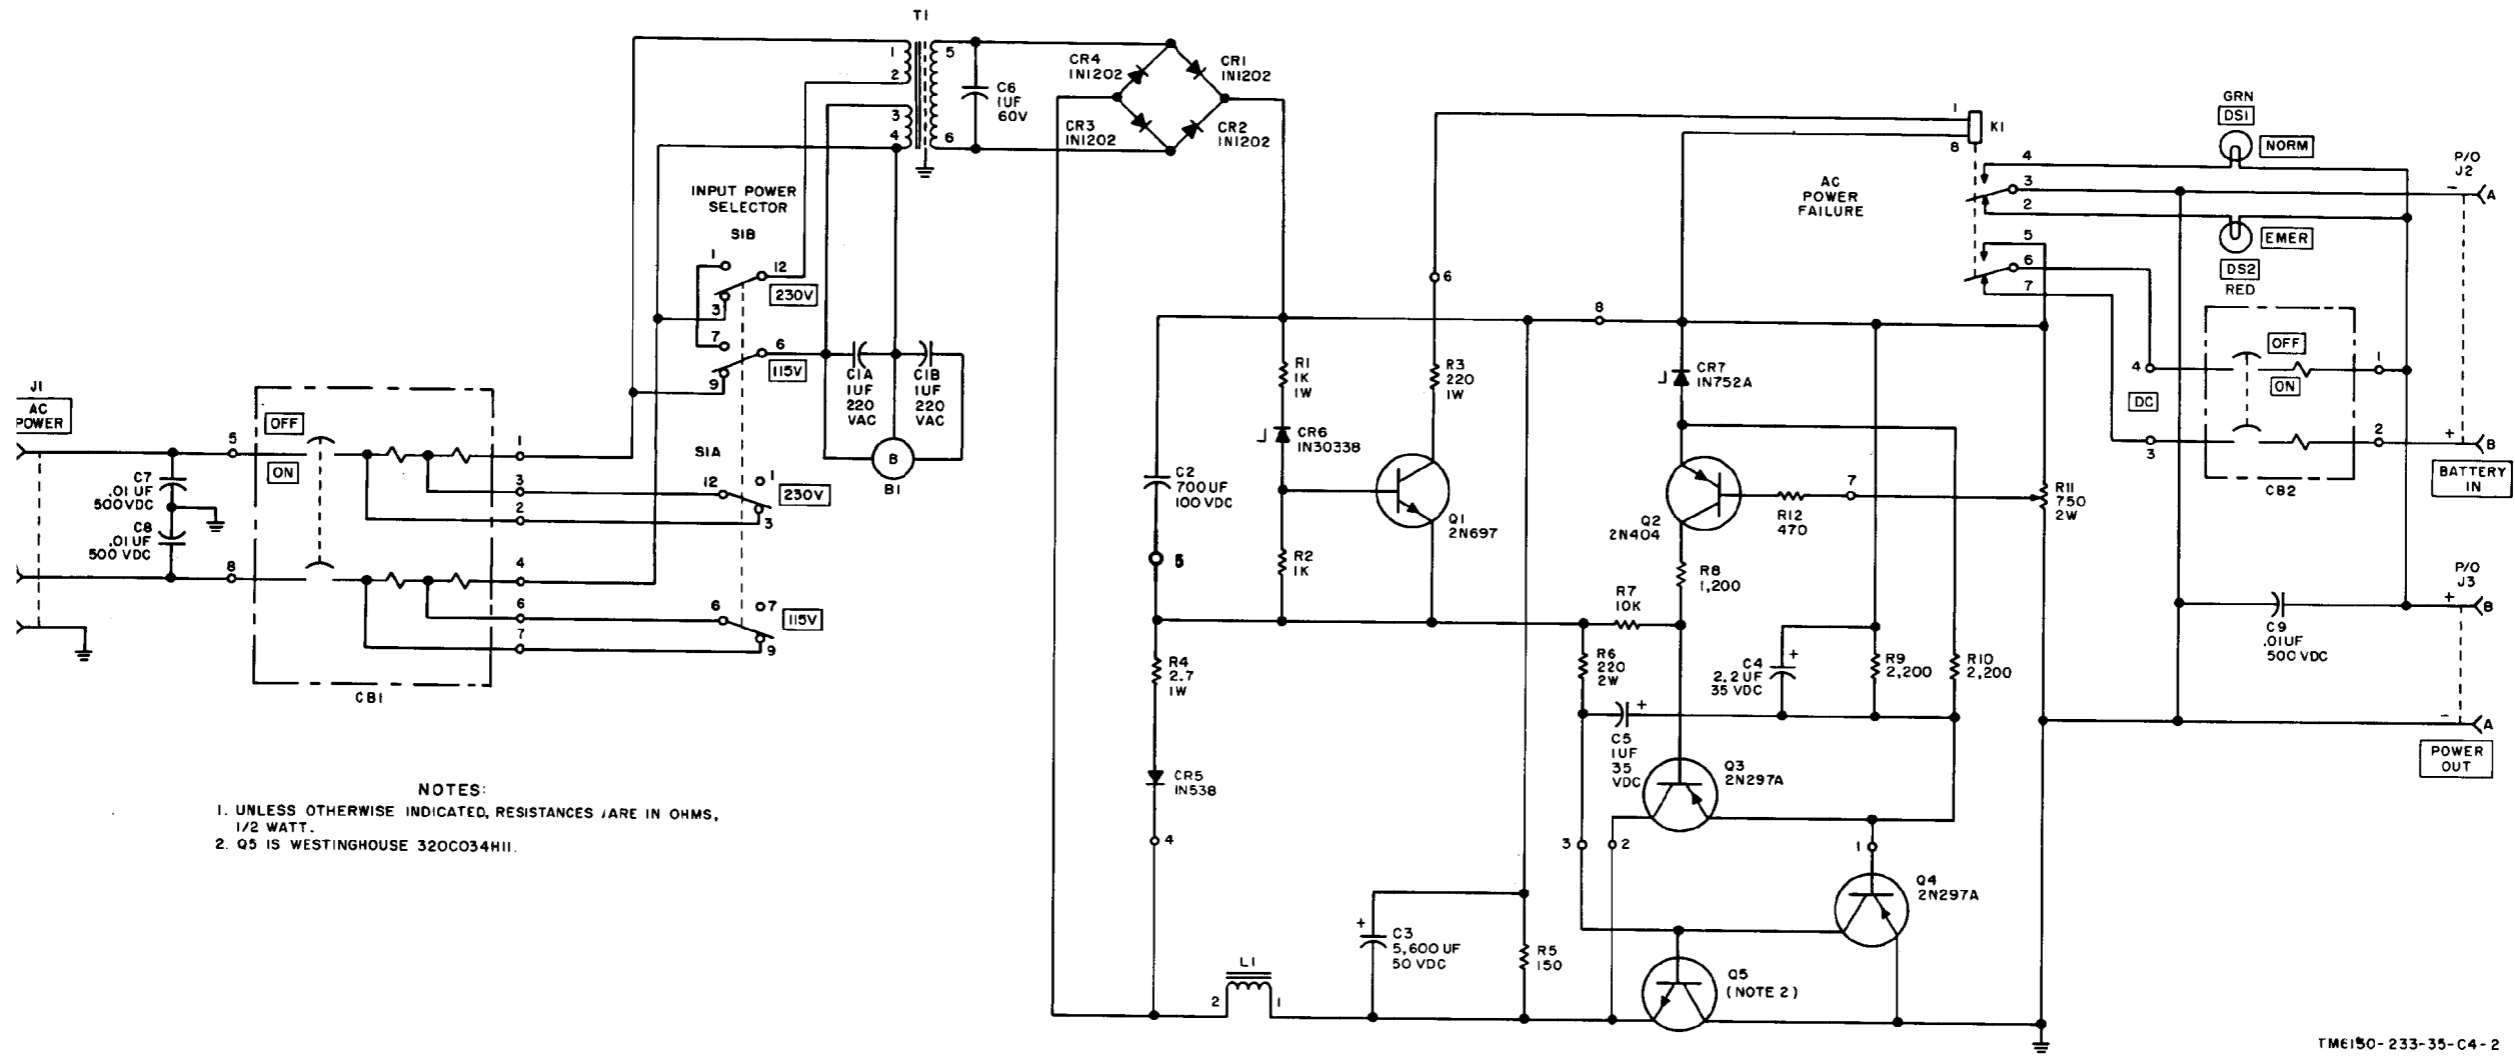 T1
1
2
3
4
5
6
C6
1UF
60V
CR4
IN1202
CR1
IN1202
CR3
IN1202
CR2
IN1202
INPUT POWER
SELECTOR
S1B
1
12
230V
3
7
6
115V
9
C1A
1UF
220
VAC
C1B
1UF
220
VAC
B
B1
J1
AC
POWER
C7
.01 UF
500VDC
C8
.01UF
500 VDC
5
8
OFF
ON
CB1
1
3
2
4
6
7
S1A
12
1
230V
3
6
7
115V
9
NOTES:
1. UNLESS OTHERWISE INDICATED, RESISTANCES ARE IN OHMS,
1/2 WATT.
2. Q5 IS WESTINGHOUSE 320C034H11.
R1
1K
1W
CR6
IN3033B
C2
700UF
100 VDC
5
R2
1K
R4
2.7
1W
CR5
IN538
4
L1
2
1
6
R3
220
1W
Q1
2N697
8
CR7
IN752A
Q2
2N404
R12
470
7
R8
1,200
R7
10K
R6
220
2W
C4
2.2UF
35 VDC
+
R9
2,200
R10
2,200
C5
1UF
35
VDC
+
Q3
2N297A
3
2
1
Q4
2N297A
+
C3
5,600 UF
50 VDC
R5
150
Q5
(NOTE 2)
R11
750
2W
1
8
K1
AC
POWER
FAILURE
4
3
2
5
6
7
GRN
DS1
NORM
EMER
DS2
RED
P/O
J2
-
A
4
DC
3
OFF
ON
1
2
CB2
+
B
BATTERY
IN
P/O
J3
+
B
C9
.01UF
500 VDC
-
A
POWER
OUT
TM6150-233-35-C4-2